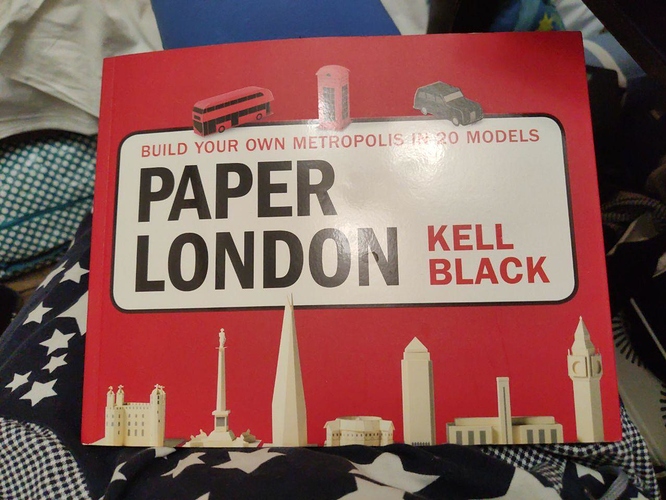 BUILD YOUR OWN METROPOLIS IN 20 MODELS
PAPER
LONDON
KELL
BLACK